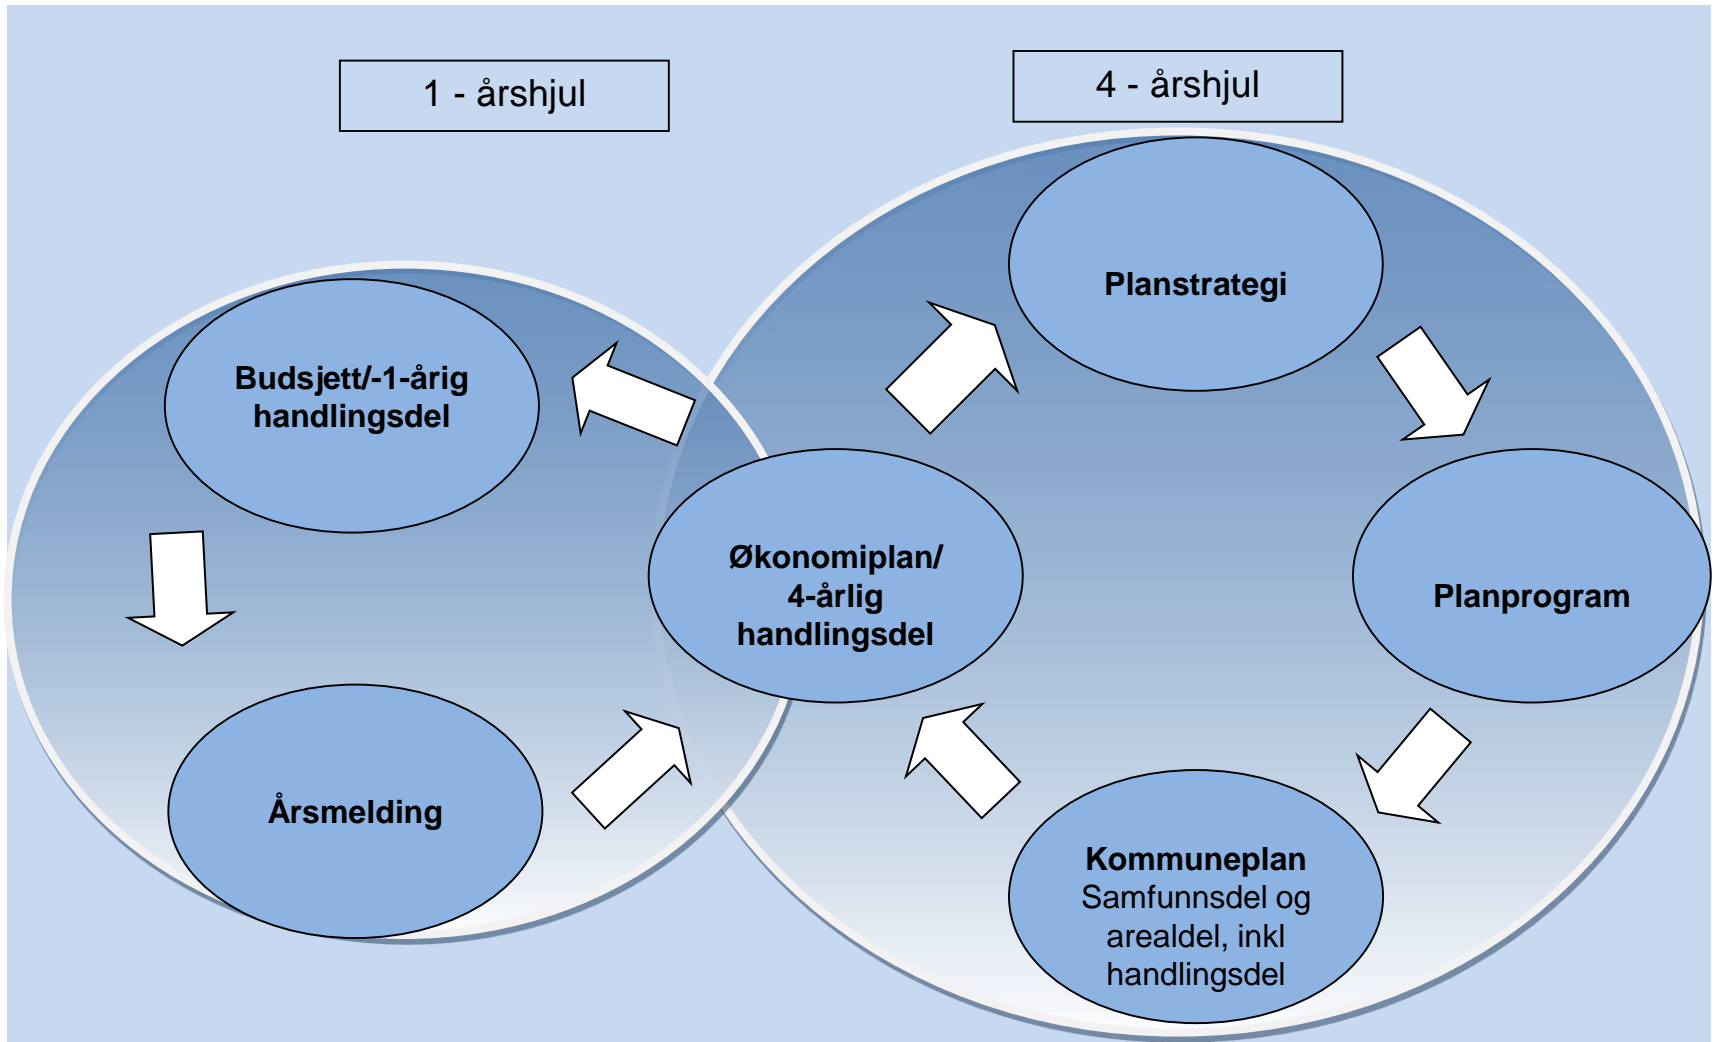 1 - årshjul
4 - årshjul
Planstrategi
Budsjett/-1-årig
handlingsdel
Økonomiplan/
4-årlig
handlingsdel
Planprogram
Årsmelding
Kommuneplan
Samfunnsdel og
arealdel, inkl
handlingsdel